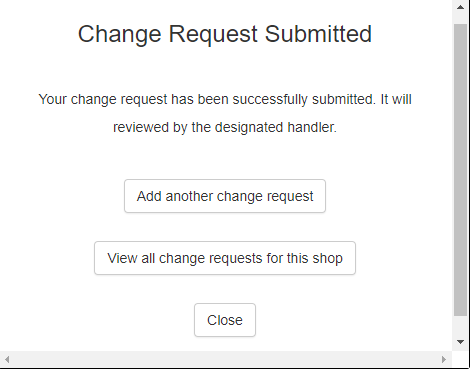 Change Request Submitted
Your change request has been successfully submitted. It will
reviewed by the designated handler.
Add another change request
View all change requests for this shop
Close